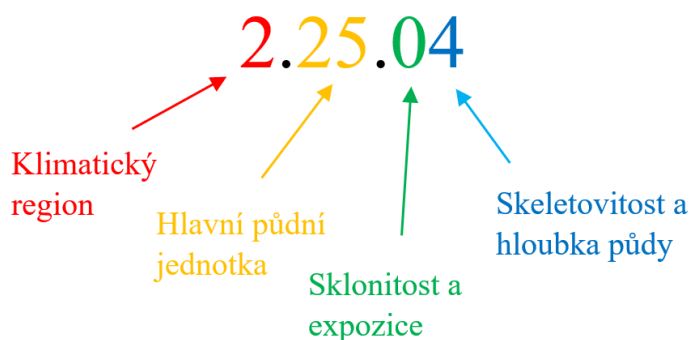 2.25.04
Klimatický
region
Hlavní půdní
jednotka
Sklonitost a
expozice
Skeletovitost a
hloubka půdy